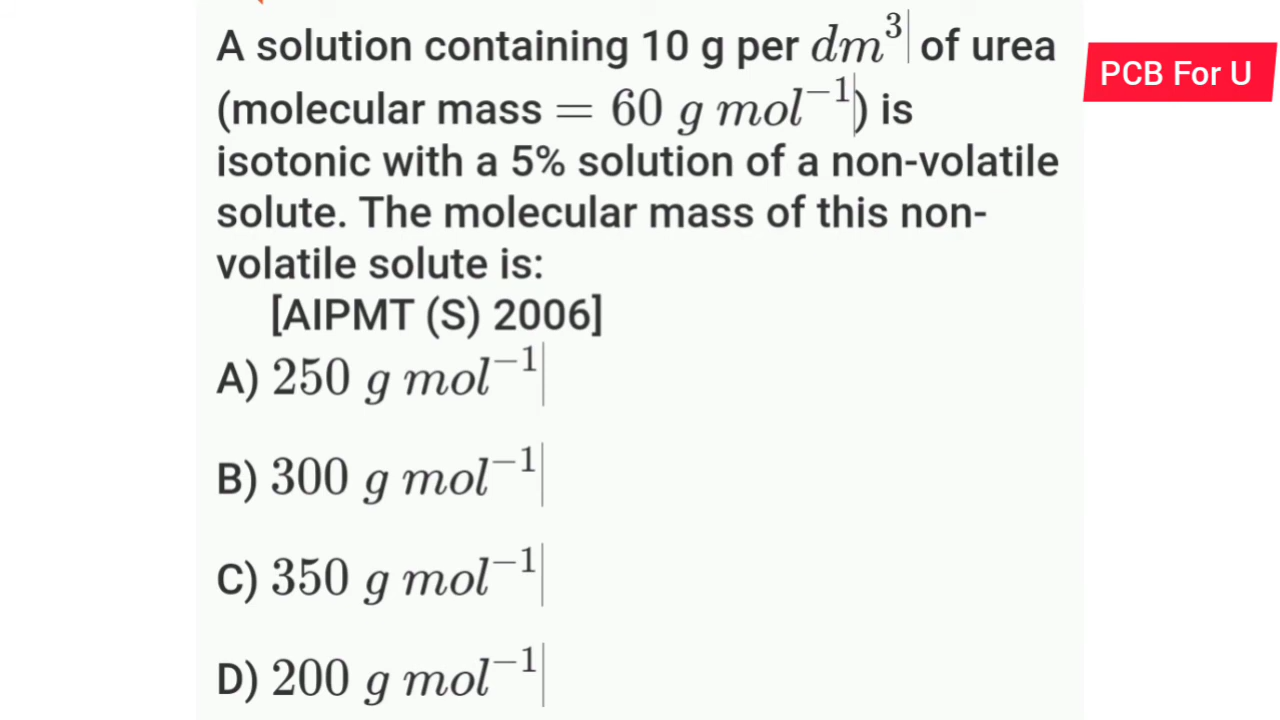 A solution containing 10 g per dm³| of urea
PCB For U
(molecular mass = 60 g mol⁻¹|) is
isotonic with a 5% solution of a non-volatile
solute. The molecular mass of this non-
volatile solute is:
[AIPMT (S) 2006]
A) 250 g mol⁻¹|
B) 300 g mol⁻¹|
C) 350 g mol⁻¹|
D) 200 g mol⁻¹|